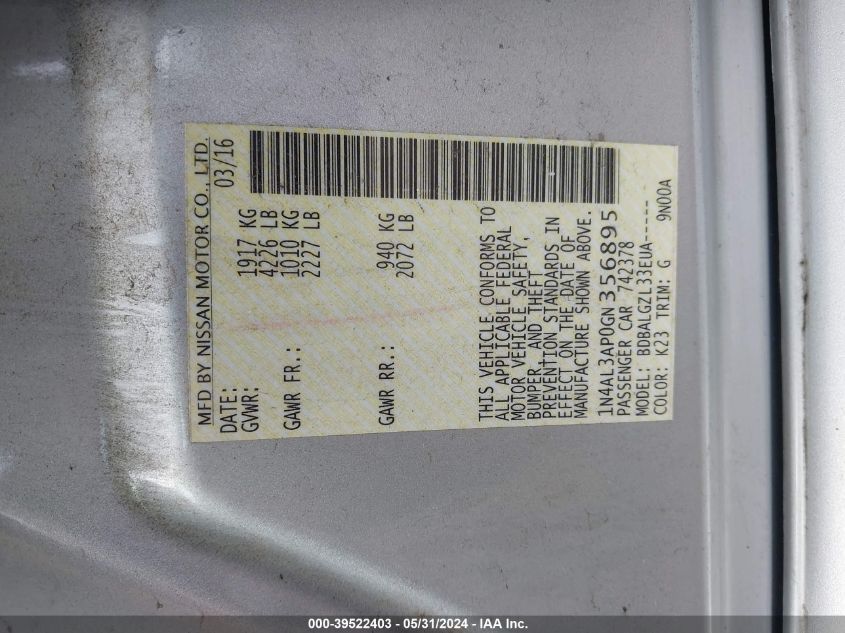 MFD BY NISSAN MOTOR CO., LTD.
DATE: 03/16
GVWR: 1917 KG
4226 LB
GAWR FR.: 1010 KG
2227 LB
GAWR RR.: 940 KG
2072 LB
THIS VEHICLE CONFORMS TO
ALL APPLICABLE FEDERAL
MOTOR VEHICLE SAFETY,
BUMPER, AND THEFT
PREVENTION STANDARDS IN
EFFECT ON THE DATE OF
MANUFACTURE SHOWN ABOVE.
1N4AL3AP0GN356895
PASSENGER CAR 742378
MODEL: BDBALGZL33EUA-----
COLOR: K23 TRIM: G 9N00A
000-39522403 - 05/31/2024 - IAA Inc.